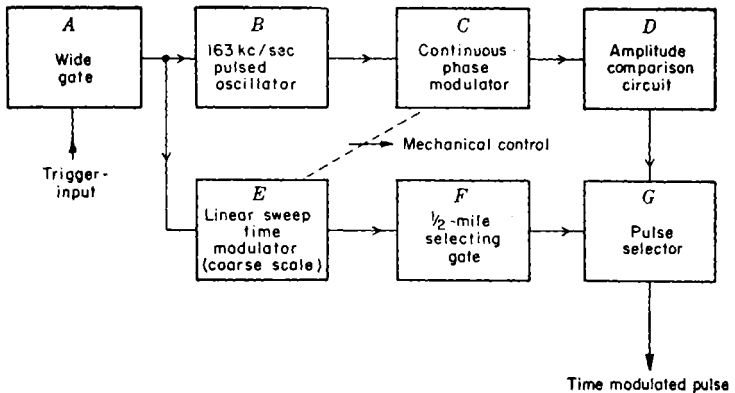 A
Wide
gate
B
163 kc/sec
pulsed
oscillator
C
Continuous
phase
modulator
D
Amplitude
comparison
circuit
Trigger-
input
Mechanical control
E
Linear sweep
time
modulator
(coarse scale)
F
1/2-mile
selecting
gate
G
Pulse
selector
Time modulated pulse